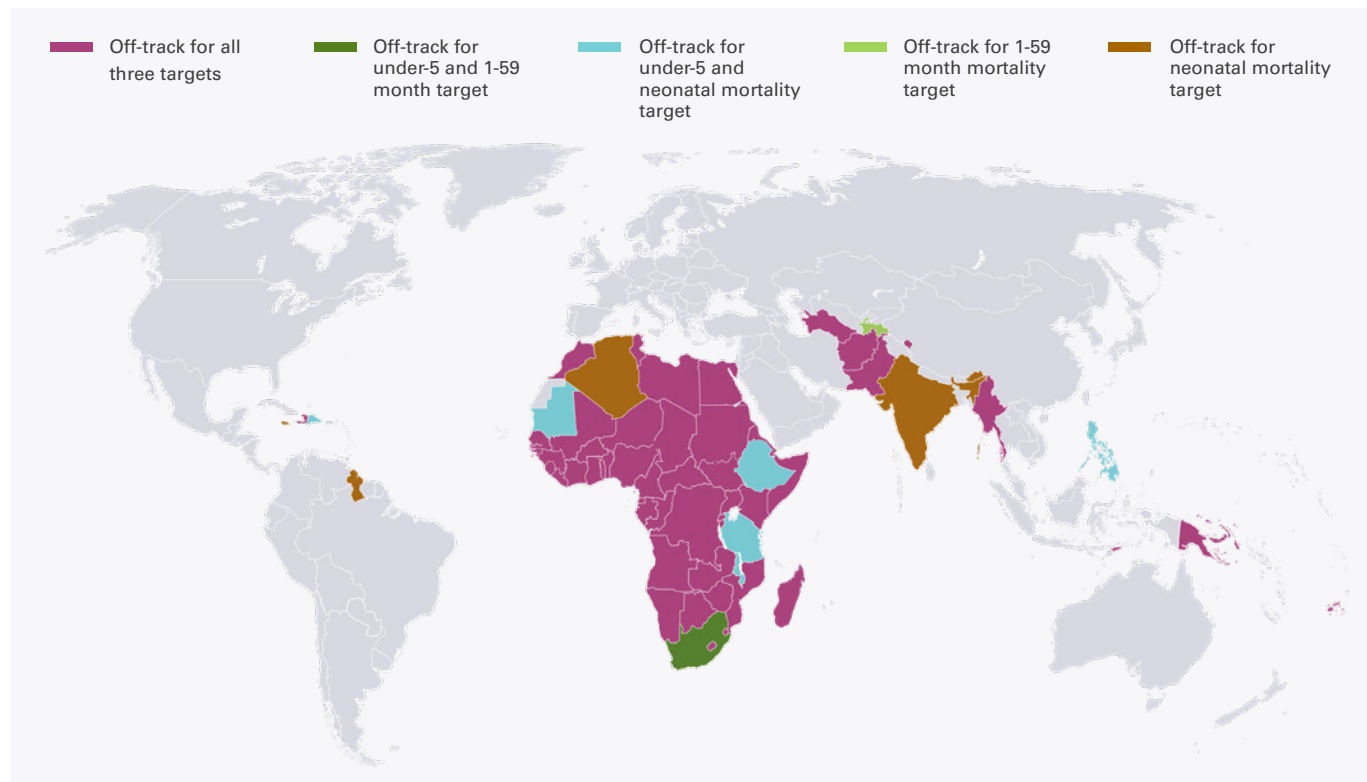 Off-track for all
three targets
Off-track for
under-5 and 1-59
month target
Off-track for
under-5 and
neonatal mortality
target
Off-track for 1-59
month mortality
target
Off-track for
neonatal mortality
target